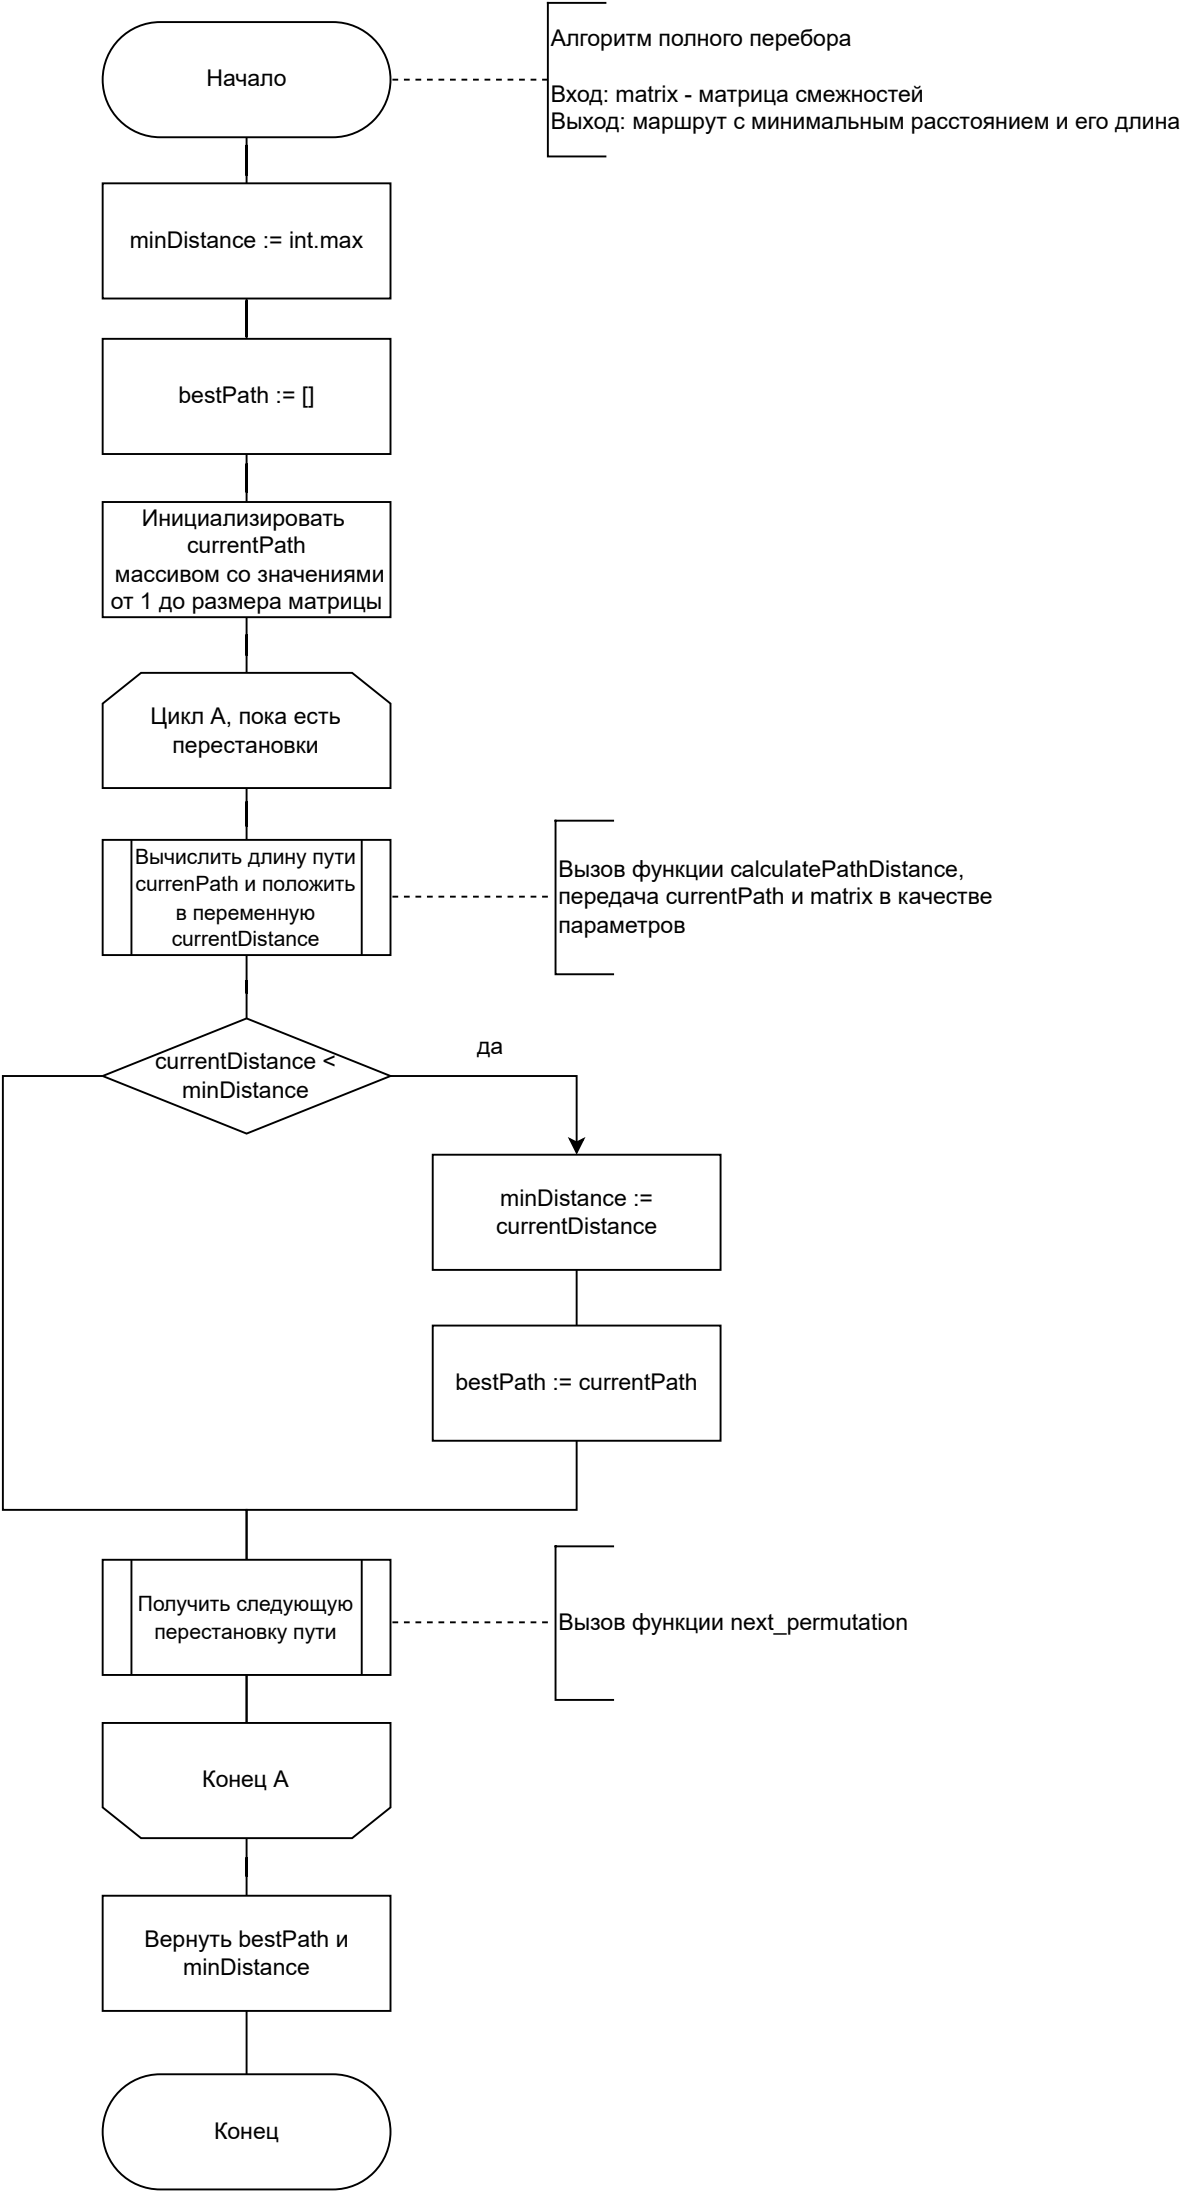 Начало
Алгоритм полного перебора
Вход: matrix - матрица смежностей
Выход: маршрут с минимальным расстоянием и его длина
minDistance := int.max
bestPath := []
Инициализировать
currentPath
массивом со значениями
от 1 до размера матрицы
Цикл А, пока есть
перестановки
Вычислить длину пути
currenPath и положить
в переменную
currentDistance
Вызов функции calculatePathDistance,
передача currentPath и matrix в качестве
параметров
currentDistance <
minDistance
да
minDistance :=
currentDistance
bestPath := currentPath
Получить следующую
перестановку пути
Вызов функции next_permutation
Конец А
Вернуть bestPath и
minDistance
Конец